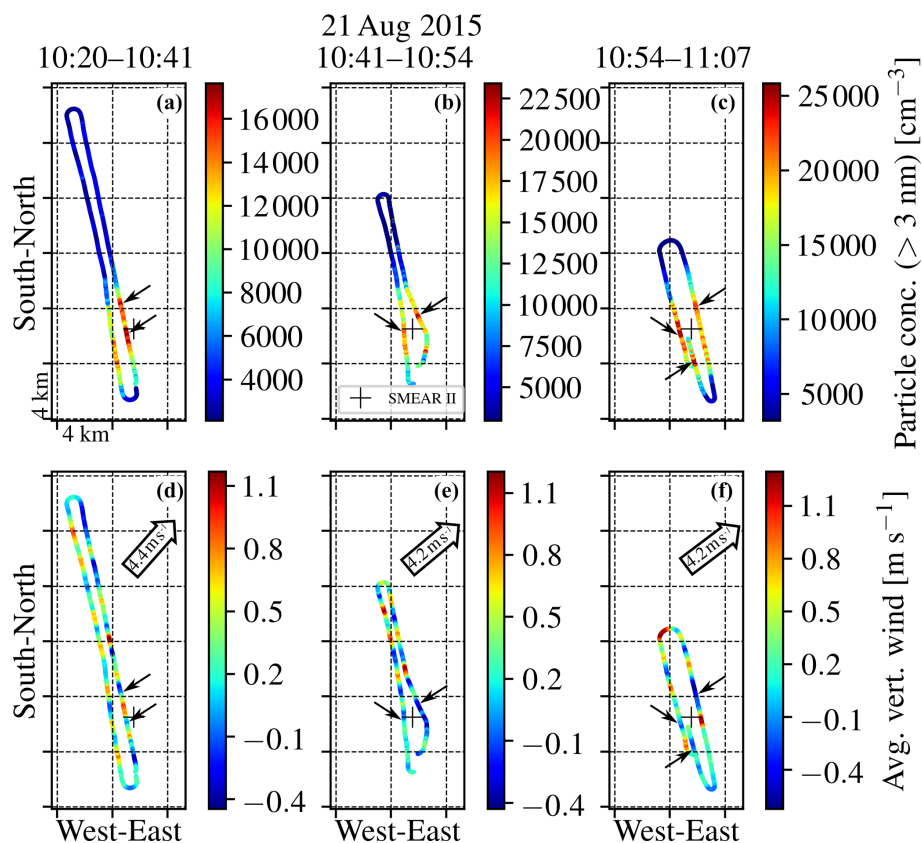 21 Aug 2015
10:20–10:41
10:41–10:54
10:54–11:07
(a)
(b)
(c)
South-North
4 km
4 km
16000
14000
12000
10000
8000
6000
4000
SMEAR II
22500
20000
17500
15000
12500
10000
7500
5000
25000
20000
15000
10000
5000
Particle conc. (> 3 nm) [cm⁻³]
(d)
(e)
(f)
South-North
4.4 m s⁻¹
4.2 m s⁻¹
4.2 m s⁻¹
1.1
0.8
0.5
0.2
−0.1
−0.4
1.1
0.8
0.5
0.2
−0.1
−0.4
1.1
0.8
0.5
0.2
−0.1
−0.4
Avg. vert. wind [m s⁻¹]
West-East
West-East
West-East